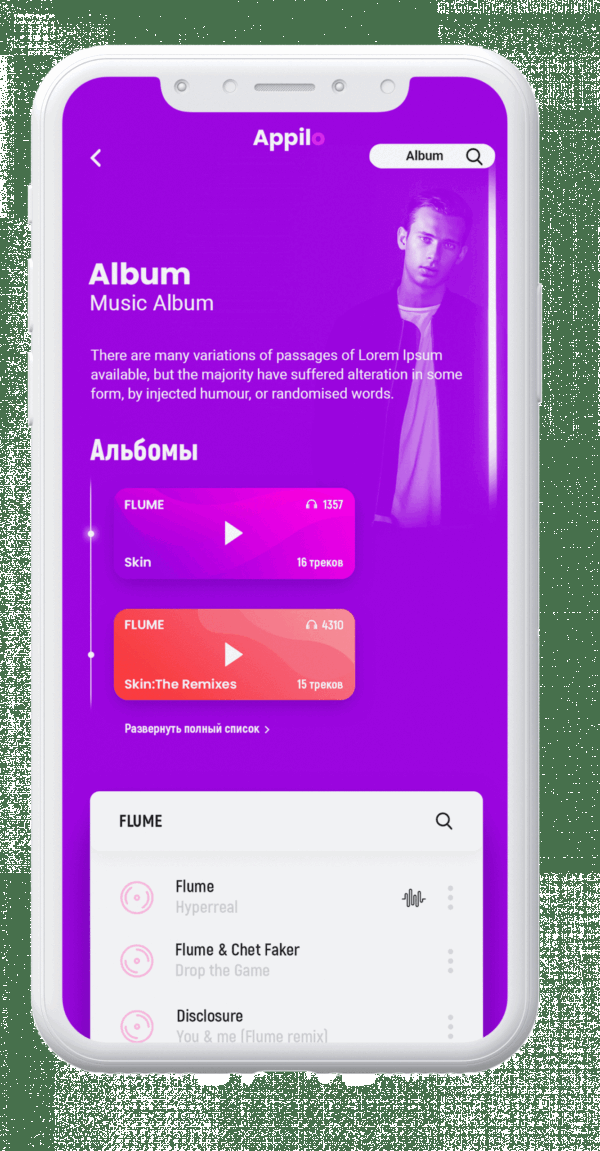 Appilo
Album
Album
Music Album
There are many variations of passages of Lorem Ipsum
available, but the majority have suffered alteration in some
form, by injected humour, or randomised words.
Альбомы
FLUME 1357
Skin 16 треков
FLUME 4310
Skin:The Remixes 15 треков
Развернуть полный список >
FLUME
Flume
Hyperreal
Flume & Chet Faker
Drop the Game
Disclosure
You & me (Flume remix)